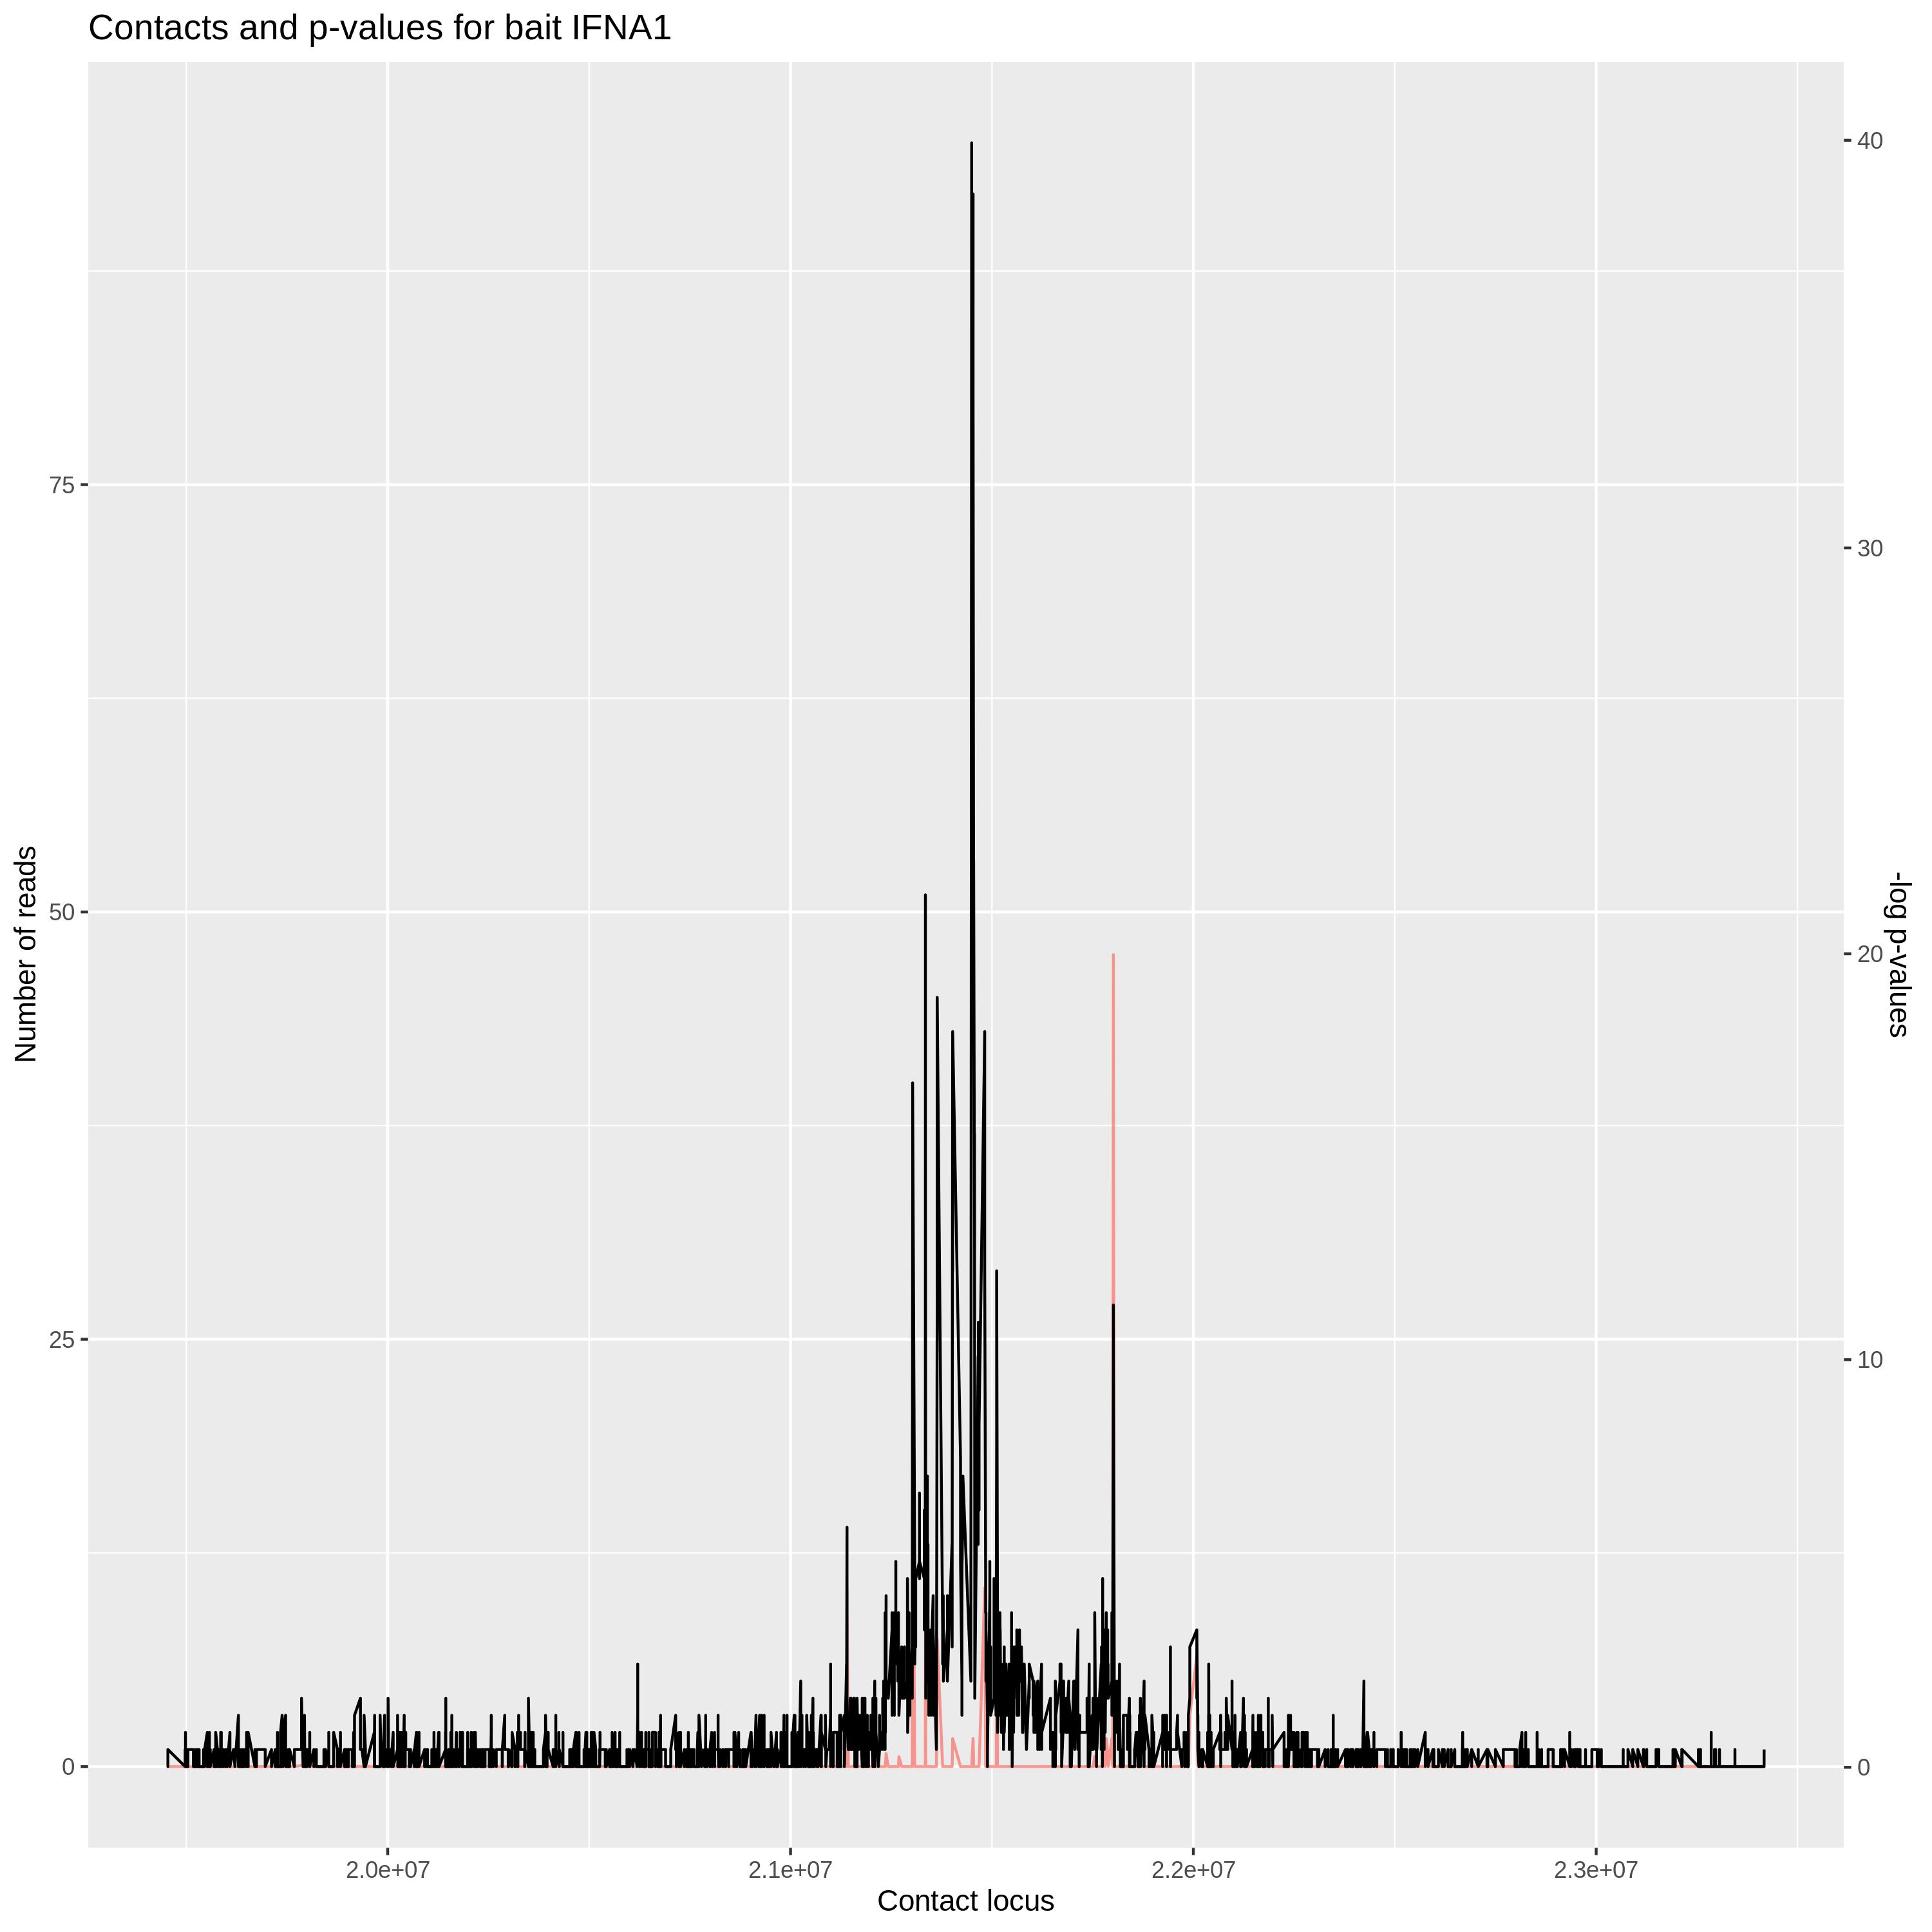 Contacts and p-values for bait IFNA1
75
50
25
0
40
30
20
10
0
Number of reads
-log p-values
2.0e+07
2.1e+07
2.2e+07
2.3e+07
Contact locus